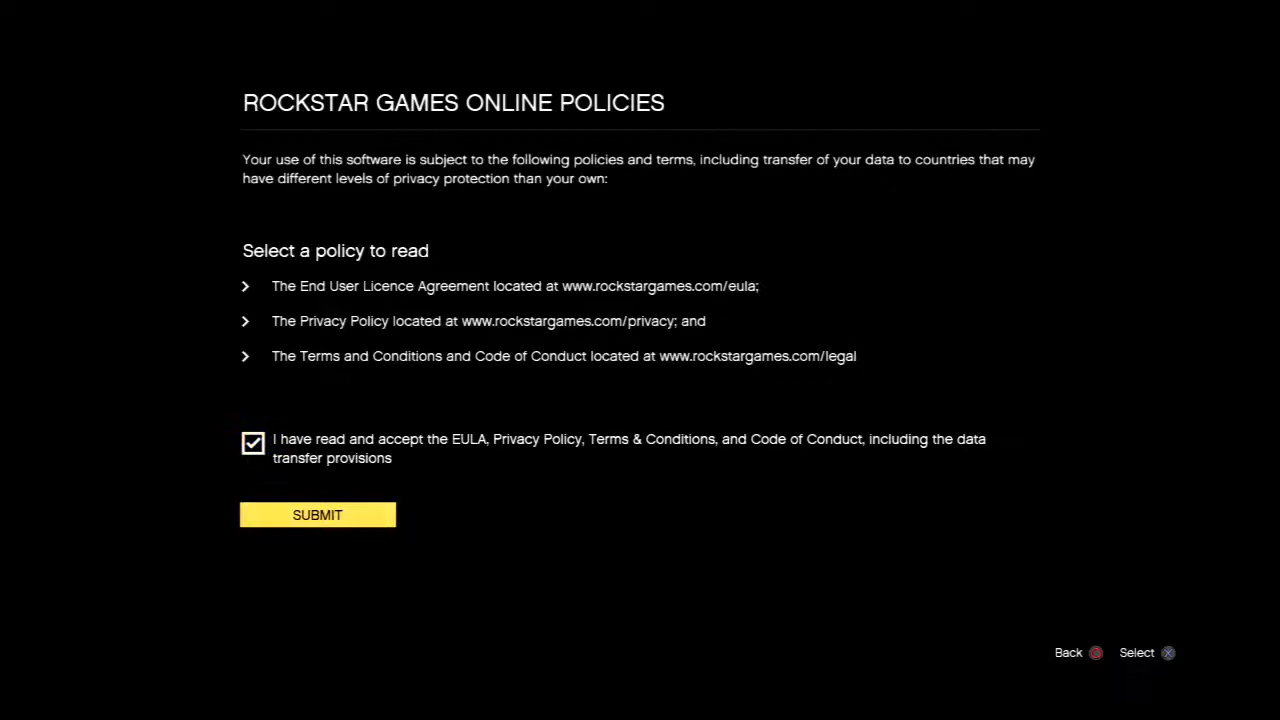 ROCKSTAR GAMES ONLINE POLICIES
Your use of this software is subject to the following policies and terms, including transfer of your data to countries that may
have different levels of privacy protection than your own:
Select a policy to read
The End User Licence Agreement located at www.rockstargames.com/eula;
The Privacy Policy located at www.rockstargames.com/privacy; and
The Terms and Conditions and Code of Conduct located at www.rockstargames.com/legal
I have read and accept the EULA, Privacy Policy, Terms & Conditions, and Code of Conduct, including the data
transfer provisions
SUBMIT
Back Select